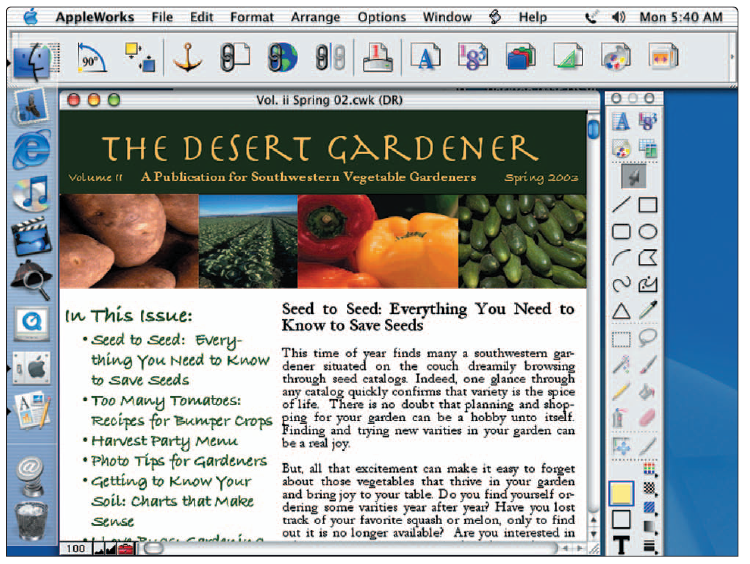 AppleWorks File Edit Format Arrange Options Window Help Mon 5:40 AM
90°
Vol. ii Spring 02.cwk (DR)
THE DESERT GARDENER
Volume II A Publication for Southwestern Vegetable Gardeners Spring 2003
In This Issue:
•Seed to Seed: Every-
thing You Need to Know
to Save Seeds
•Too Many Tomatoes:
Recipes for Bumper Crops
•Harvest Party Menu
•Photo Tips for Gardeners
•Getting to Know Your
Soil: Charts that Make
Sense
Seed to Seed: Everything You Need to
Know to Save Seeds
This time of year finds many a southwestern gar-
dener situated on the couch dreamily browsing
through seed catalogs. Indeed, one glance through
any catalog quickly confirms that variety is the spice
of life. There is no doubt that planning and shop-
ping for your garden can be a hobby unto itself.
Finding and trying new varities in your garden can
be a real joy.
But, all that excitement can make it easy to forget
about those vegetables that thrive in your garden
and bring joy to your table. Do you find yourself or-
dering some varities year after year? Have you lost
track of your favorite squash or melon, only to find
out it is no longer available? Are you interested in
100